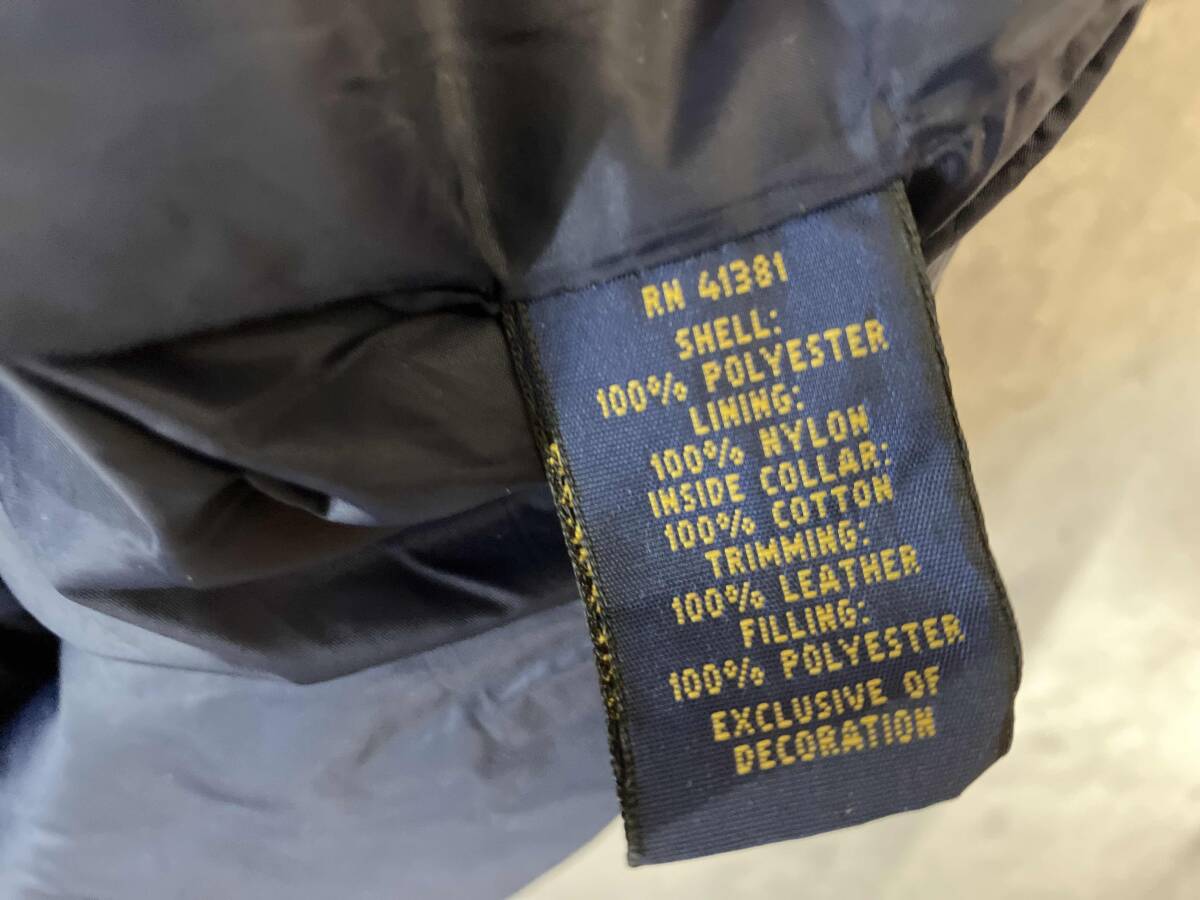 RN 41381
SHELL:
100% POLYESTER
LINING:
100% NYLON
INSIDE COLLAR:
100% COTTON
TRIMMING:
100% LEATHER
FILLING:
100% POLYESTER
EXCLUSIVE OF
DECORATION